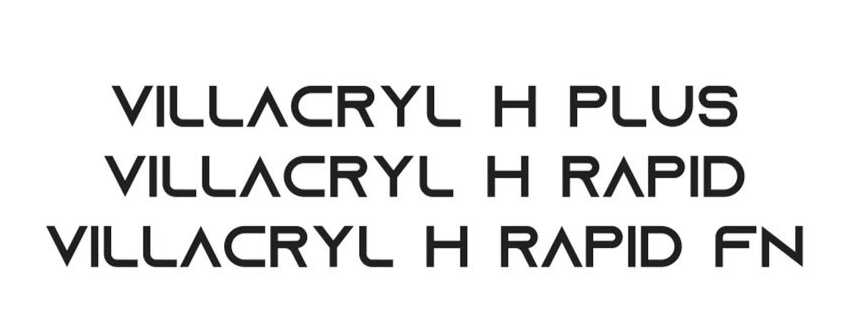 VILLACRYL H PLUS
VILLACRYL H RAPID
VILLACRYL H RAPID FN